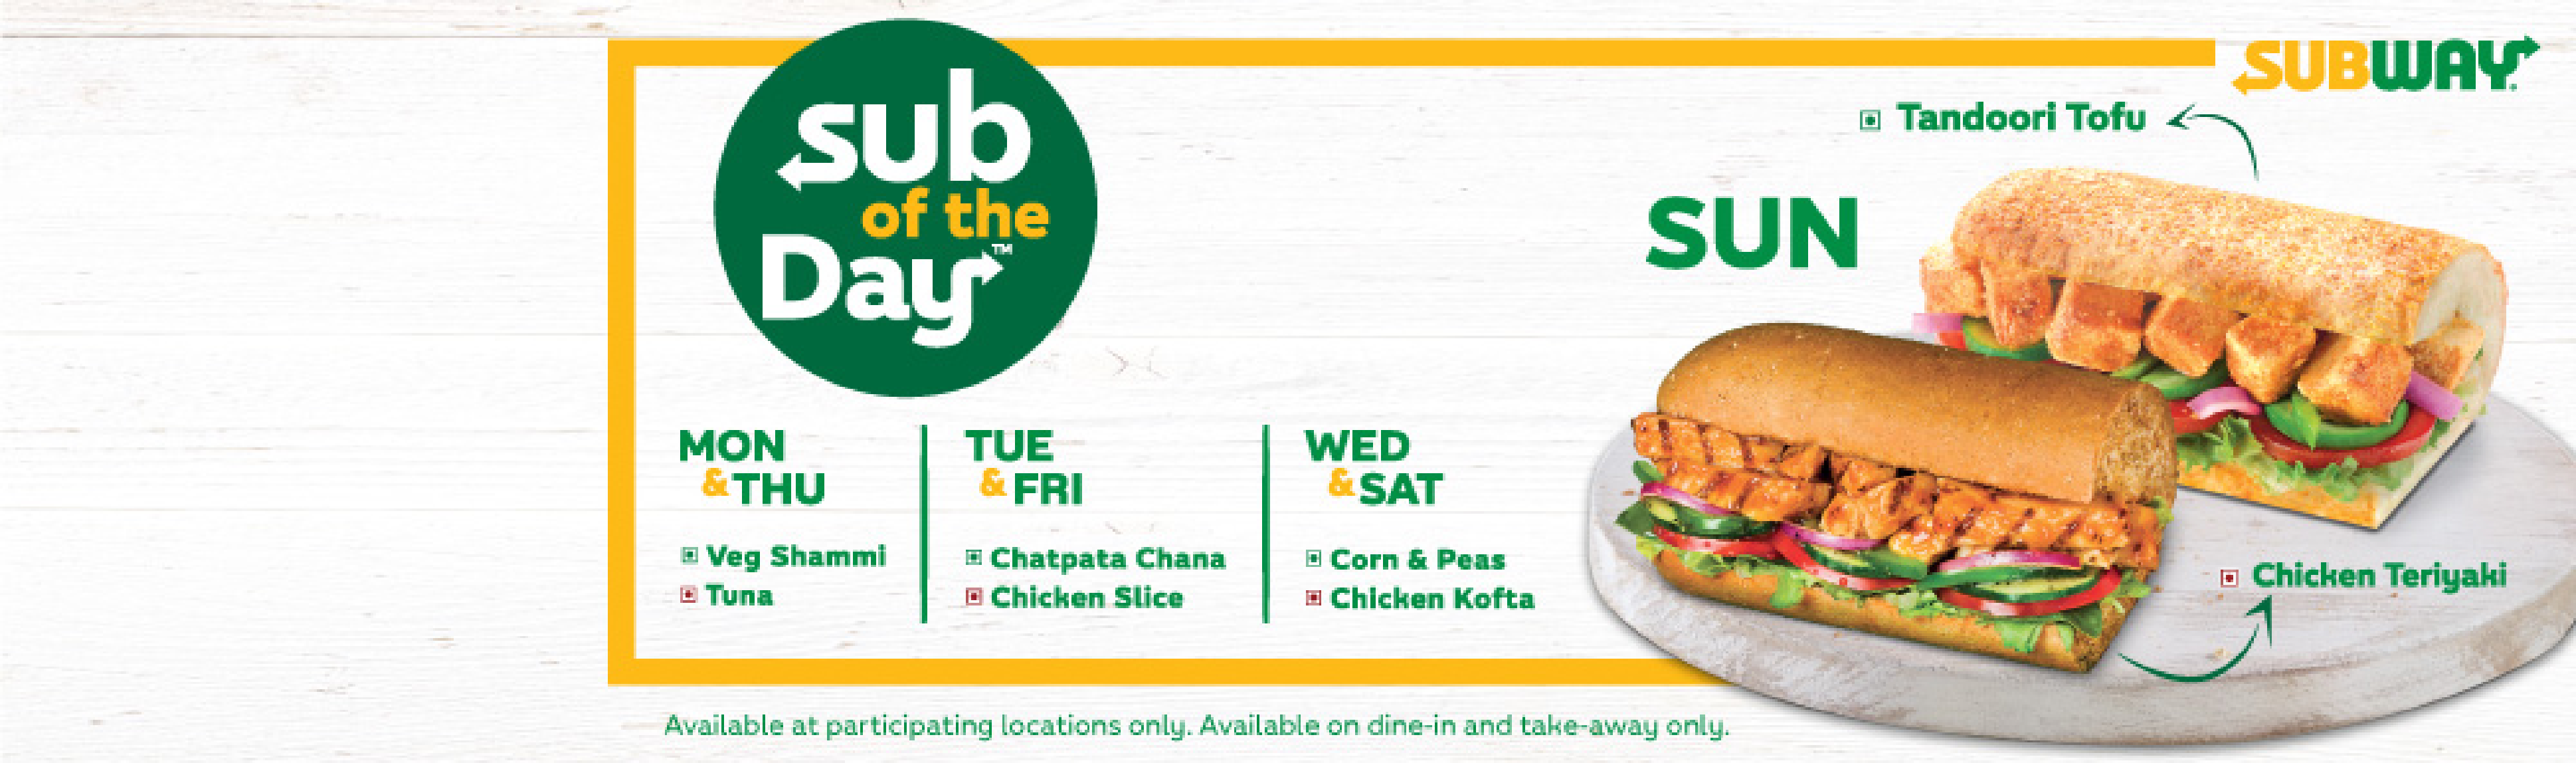 SUBWAY
sub
of the
Day™
SUN
Tandoori Tofu
Chicken Teriyaki
MON
& THU
Veg Shammi
Tuna
TUE
& FRI
Chatpata Chana
Chicken Slice
WED
& SAT
Corn & Peas
Chicken Kofta
Available at participating locations only. Available on dine-in and take-away only.